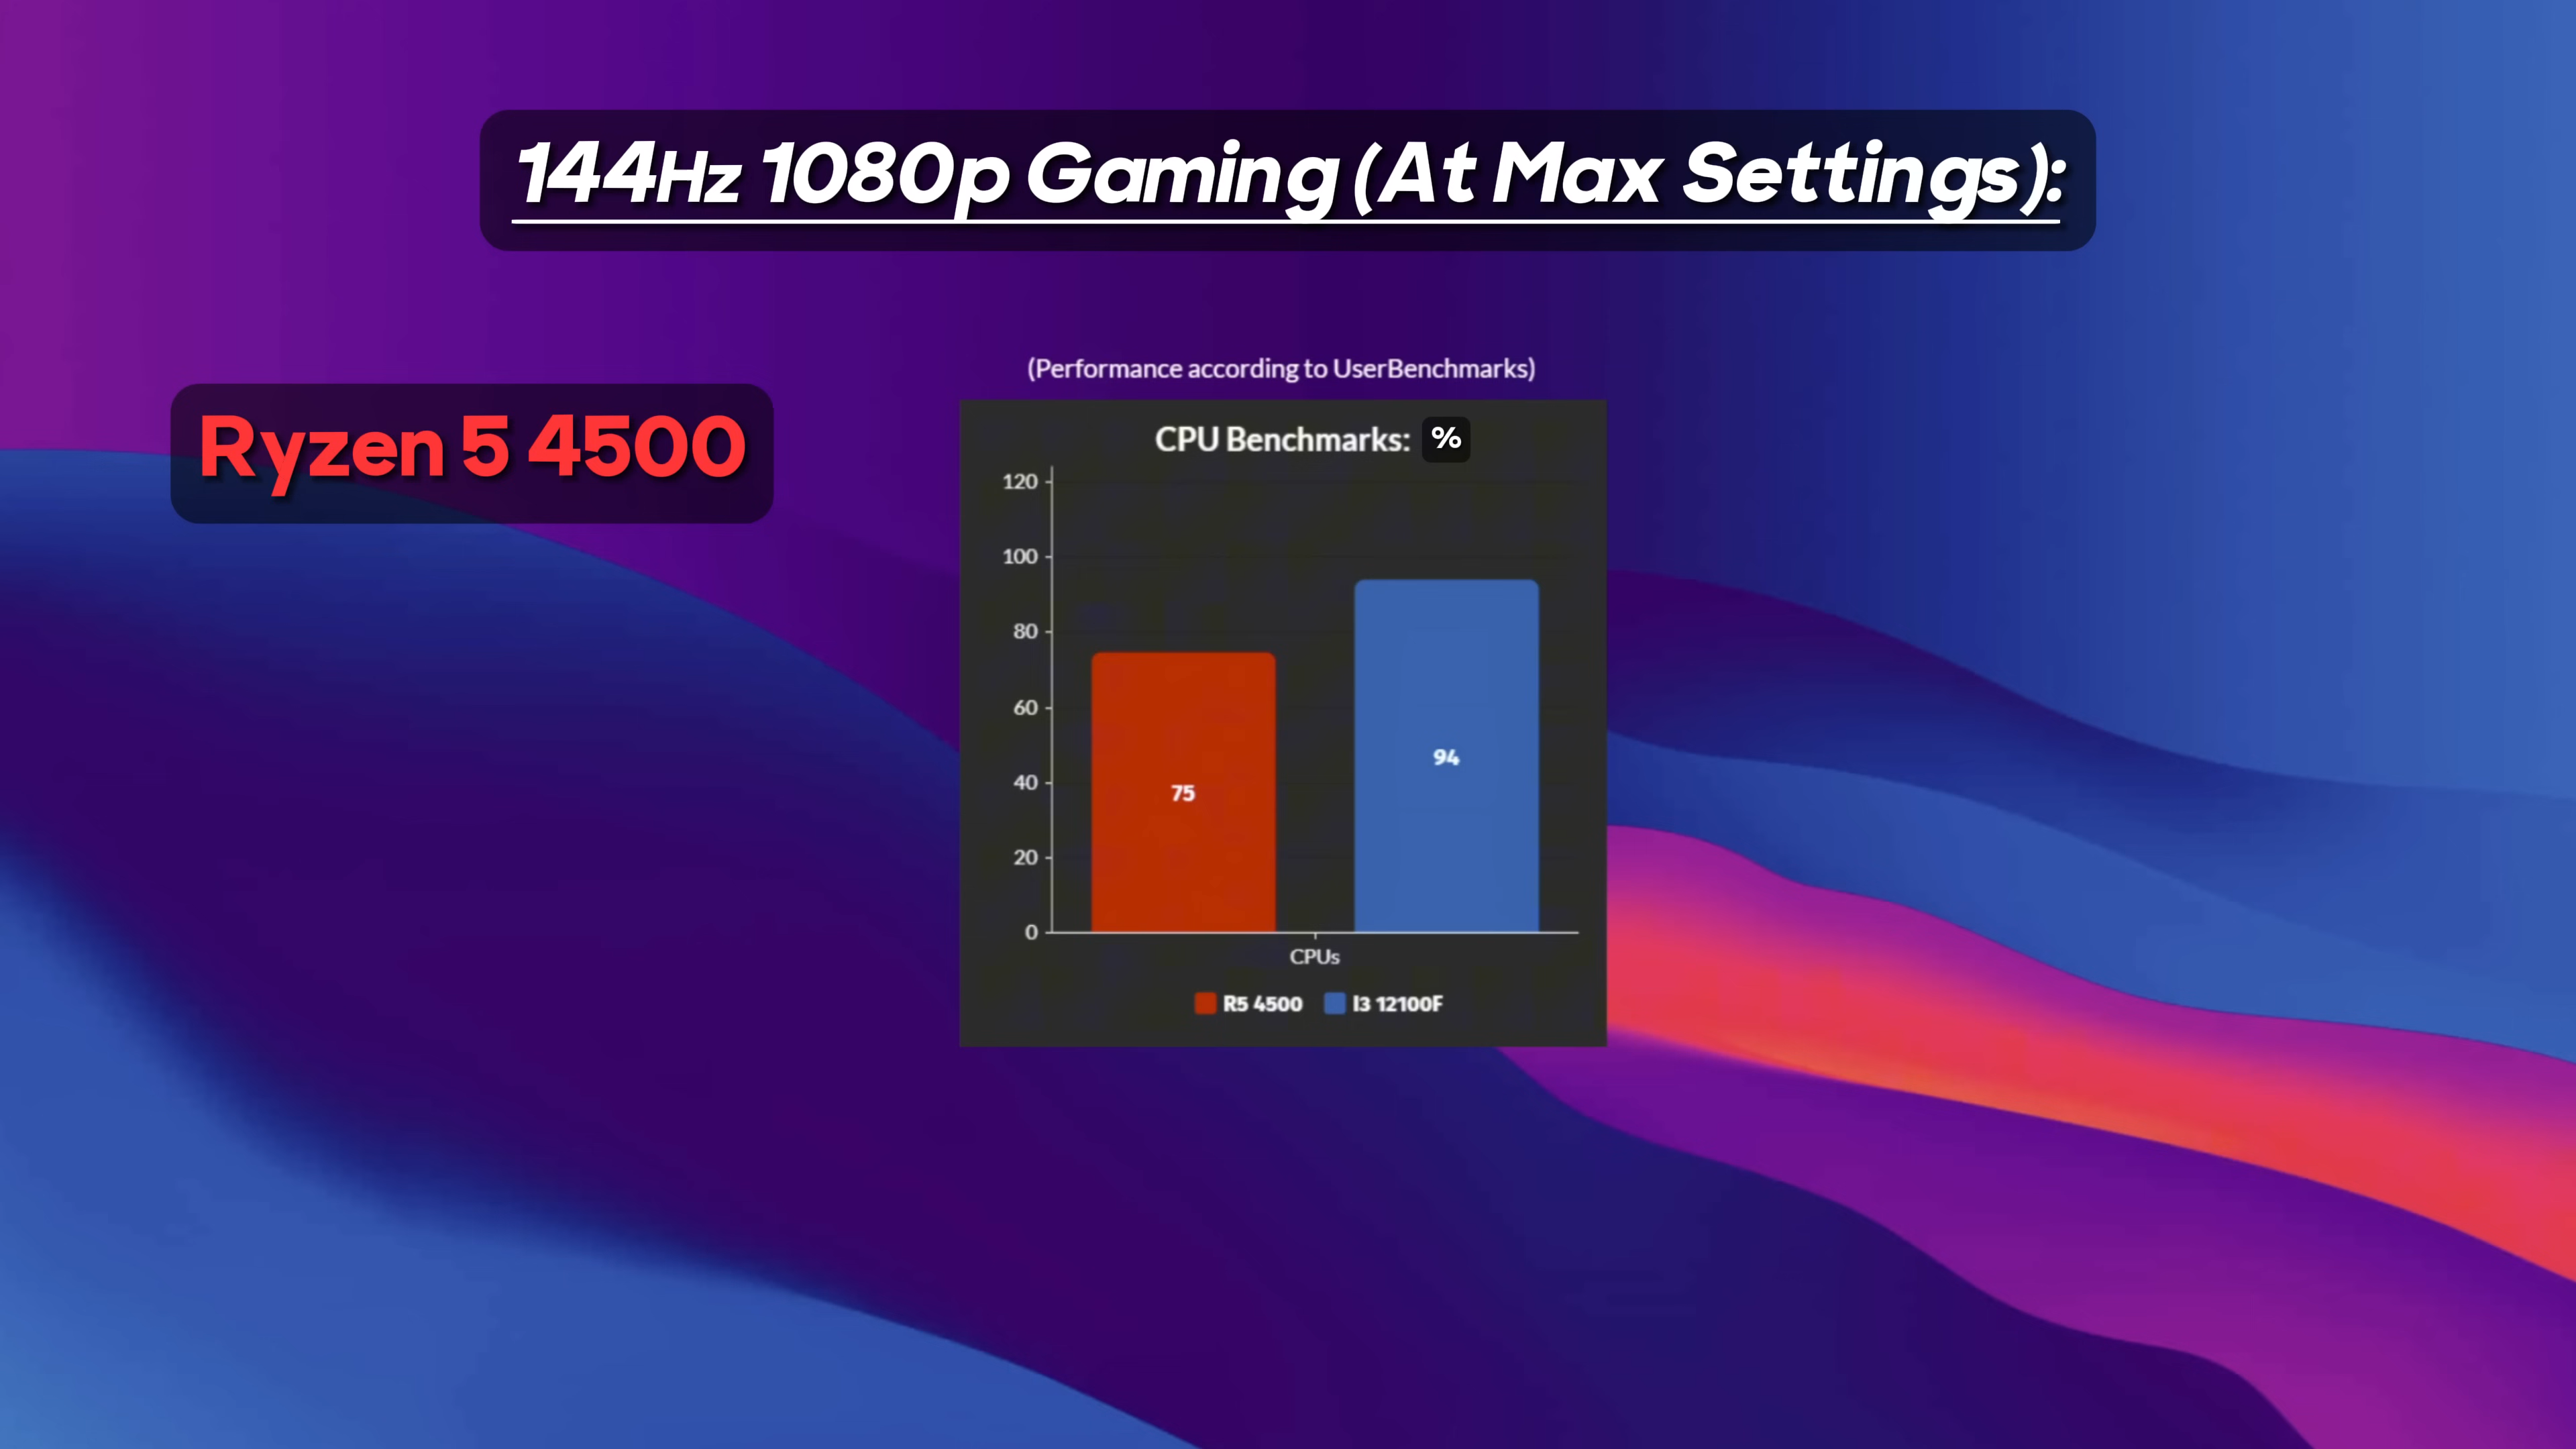 144Hz 1080p Gaming (At Max Settings):
Ryzen 5 4500
(Performance according to UserBenchmarks)
CPU Benchmarks: %
120
100
80
60
40
20
0
75
94
CPUs
R5 4500
I3 12100F